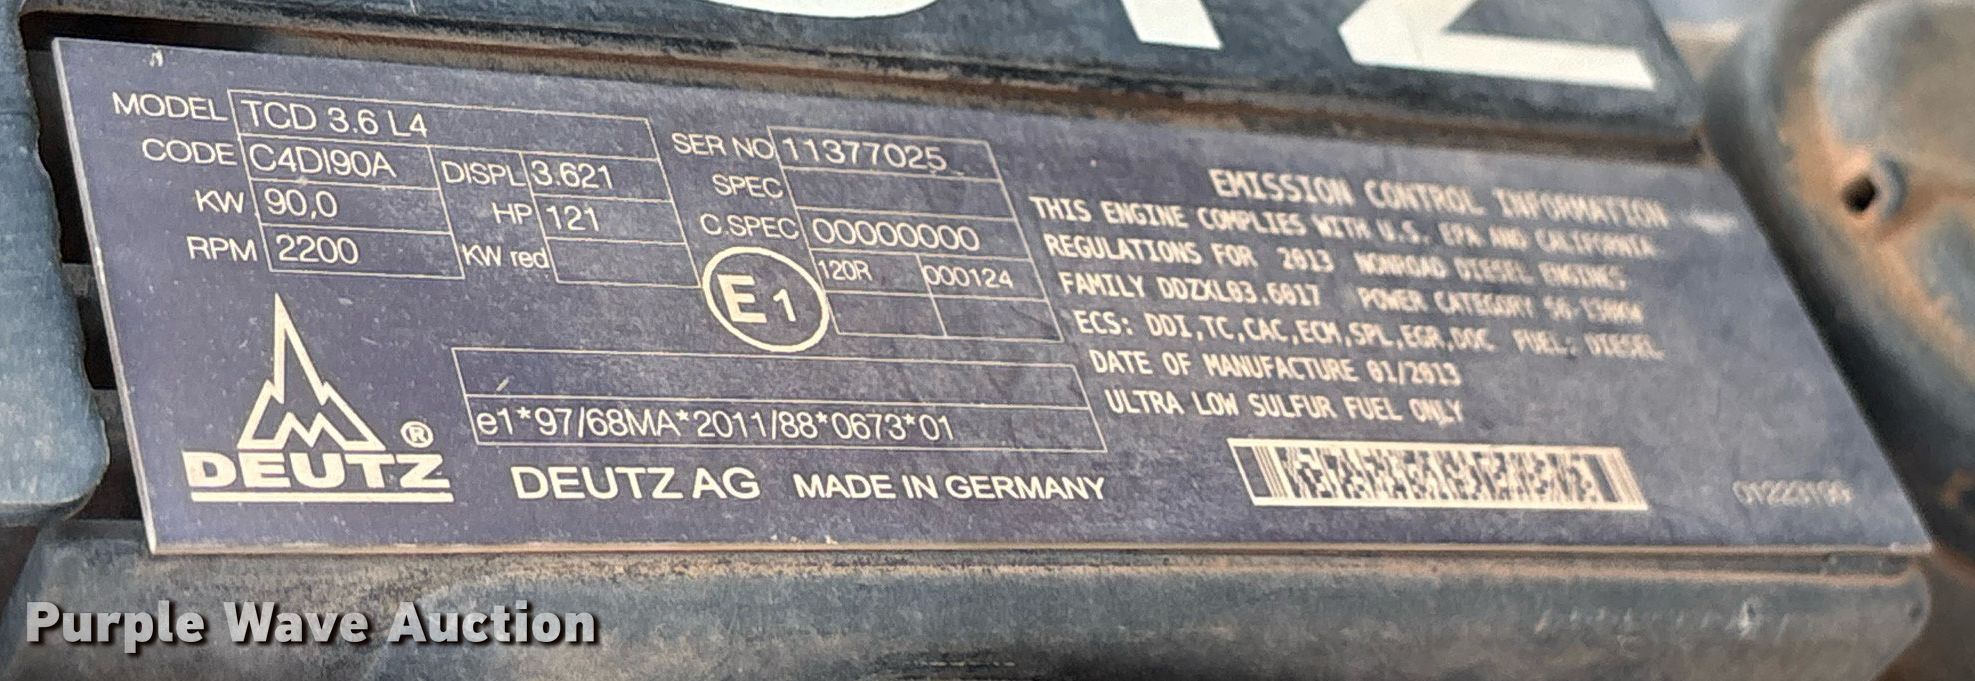 TZ
MODEL TCD 3.6 L4
CODE C4DI90A DISPL 3.621
KW 90,0 HP 121
RPM 2200 KW red
SER NO 11377025
SPEC
C.SPEC 00000000
E1 120R 000124
e1*97/68MA*2011/88*0673*01
DEUTZ®
DEUTZ AG MADE IN GERMANY
EMISSION CONTROL INFORMATION
THIS ENGINE COMPLIES WITH U.S. EPA AND CALIFORNIA
REGULATIONS FOR 2013 NONROAD DIESEL ENGINES
FAMILY DDZXL03.6017 POWER CATEGORY 56-130KW
ECS: DDI,TC,CAC,ECM,SPL,EGR,DOC FUEL: DIESEL
DATE OF MANUFACTURE 01/2013
ULTRA LOW SULFUR FUEL ONLY
Purple Wave Auction